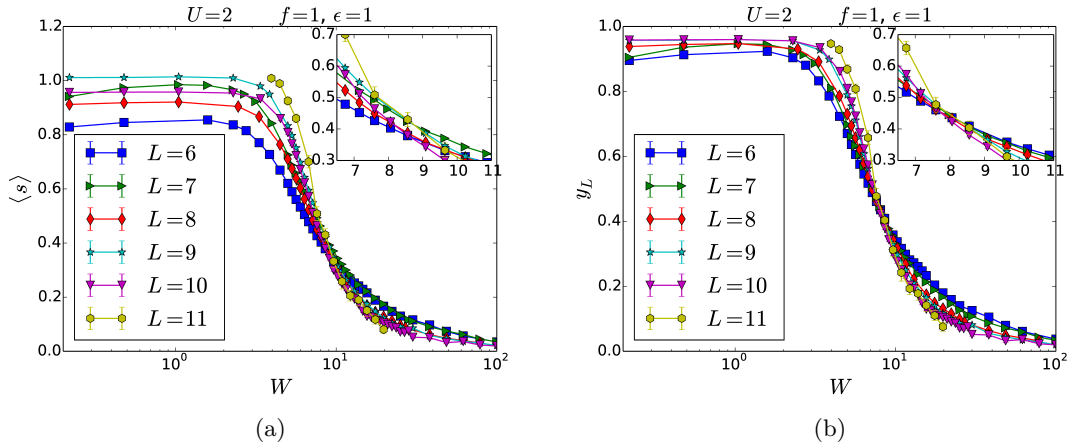 U=2 f=1, ϵ=1
1.2
1.0
0.8
0.6
0.4
0.2
0.0
⟨s⟩
10⁰ 10¹ 10²
W
L=6
L=7
L=8
L=9
L=10
L=11
0.7
0.6
0.5
0.4
0.3
7 8 9 10 11
(a)
U=2 f=1, ϵ=1
1.0
0.8
0.6
0.4
0.2
0.0
y_L
10⁰ 10¹ 10²
W
L=6
L=7
L=8
L=9
L=10
L=11
0.7
0.6
0.5
0.4
0.3
7 8 9 10 11
(b)